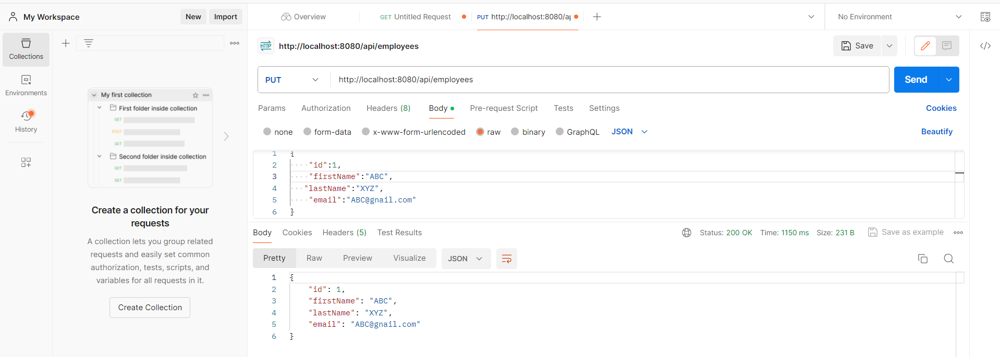 My Workspace
New
Import
Overview
GET Untitled Request
PUT http://localhost:8080/ap
No Environment
Collections
Environments
History
My first collection
First folder inside collection
GET
POST
GET
Second folder inside collection
GET
GET
Create a collection for your
requests
A collection lets you group related
requests and easily set common
authorization, tests, scripts, and
variables for all requests in it.
Create Collection
HTTP
http://localhost:8080/api/employees
Save
</>
PUT
http://localhost:8080/api/employees
Send
Params
Authorization
Headers (8)
Body
Pre-request Script
Tests
Settings
Cookies
none
form-data
x-www-form-urlencoded
raw
binary
GraphQL
JSON
Beautify
1 {
2 ····"id":1,
3 ····"firstName":"ABC",
4 ···"lastName":"XYZ",
5 ····"email":"ABC@gnail.com"
6 }
Body
Cookies
Headers (5)
Test Results
Status: 200 OK
Time: 1150 ms
Size: 231 B
Save as example
Pretty
Raw
Preview
Visualize
JSON
1 {
2 "id": 1,
3 "firstName": "ABC",
4 "lastName": "XYZ",
5 "email": "ABC@gnail.com"
6 }